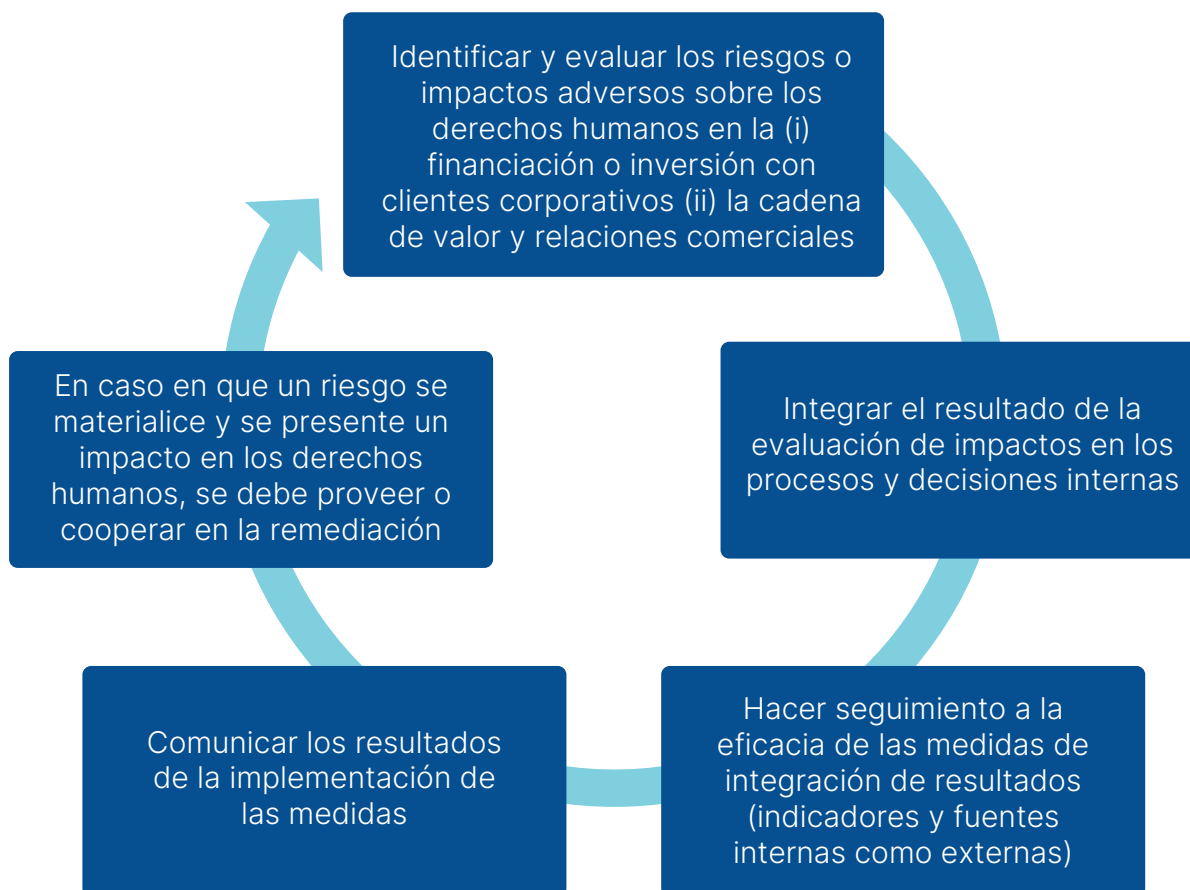 Identificar y evaluar los riesgos o
impactos adversos sobre los
derechos humanos en la (i)
financiación o inversión con
clientes corporativos (ii) la cadena
de valor y relaciones comerciales
Integrar el resultado de la
evaluación de impactos en los
procesos y decisiones internas
Hacer seguimiento a la
eficacia de las medidas de
integración de resultados
(indicadores y fuentes
internas como externas)
Comunicar los resultados
de la implementación de
las medidas
En caso en que un riesgo se
materialice y se presente un
impacto en los derechos
humanos, se debe proveer o
cooperar en la remediación